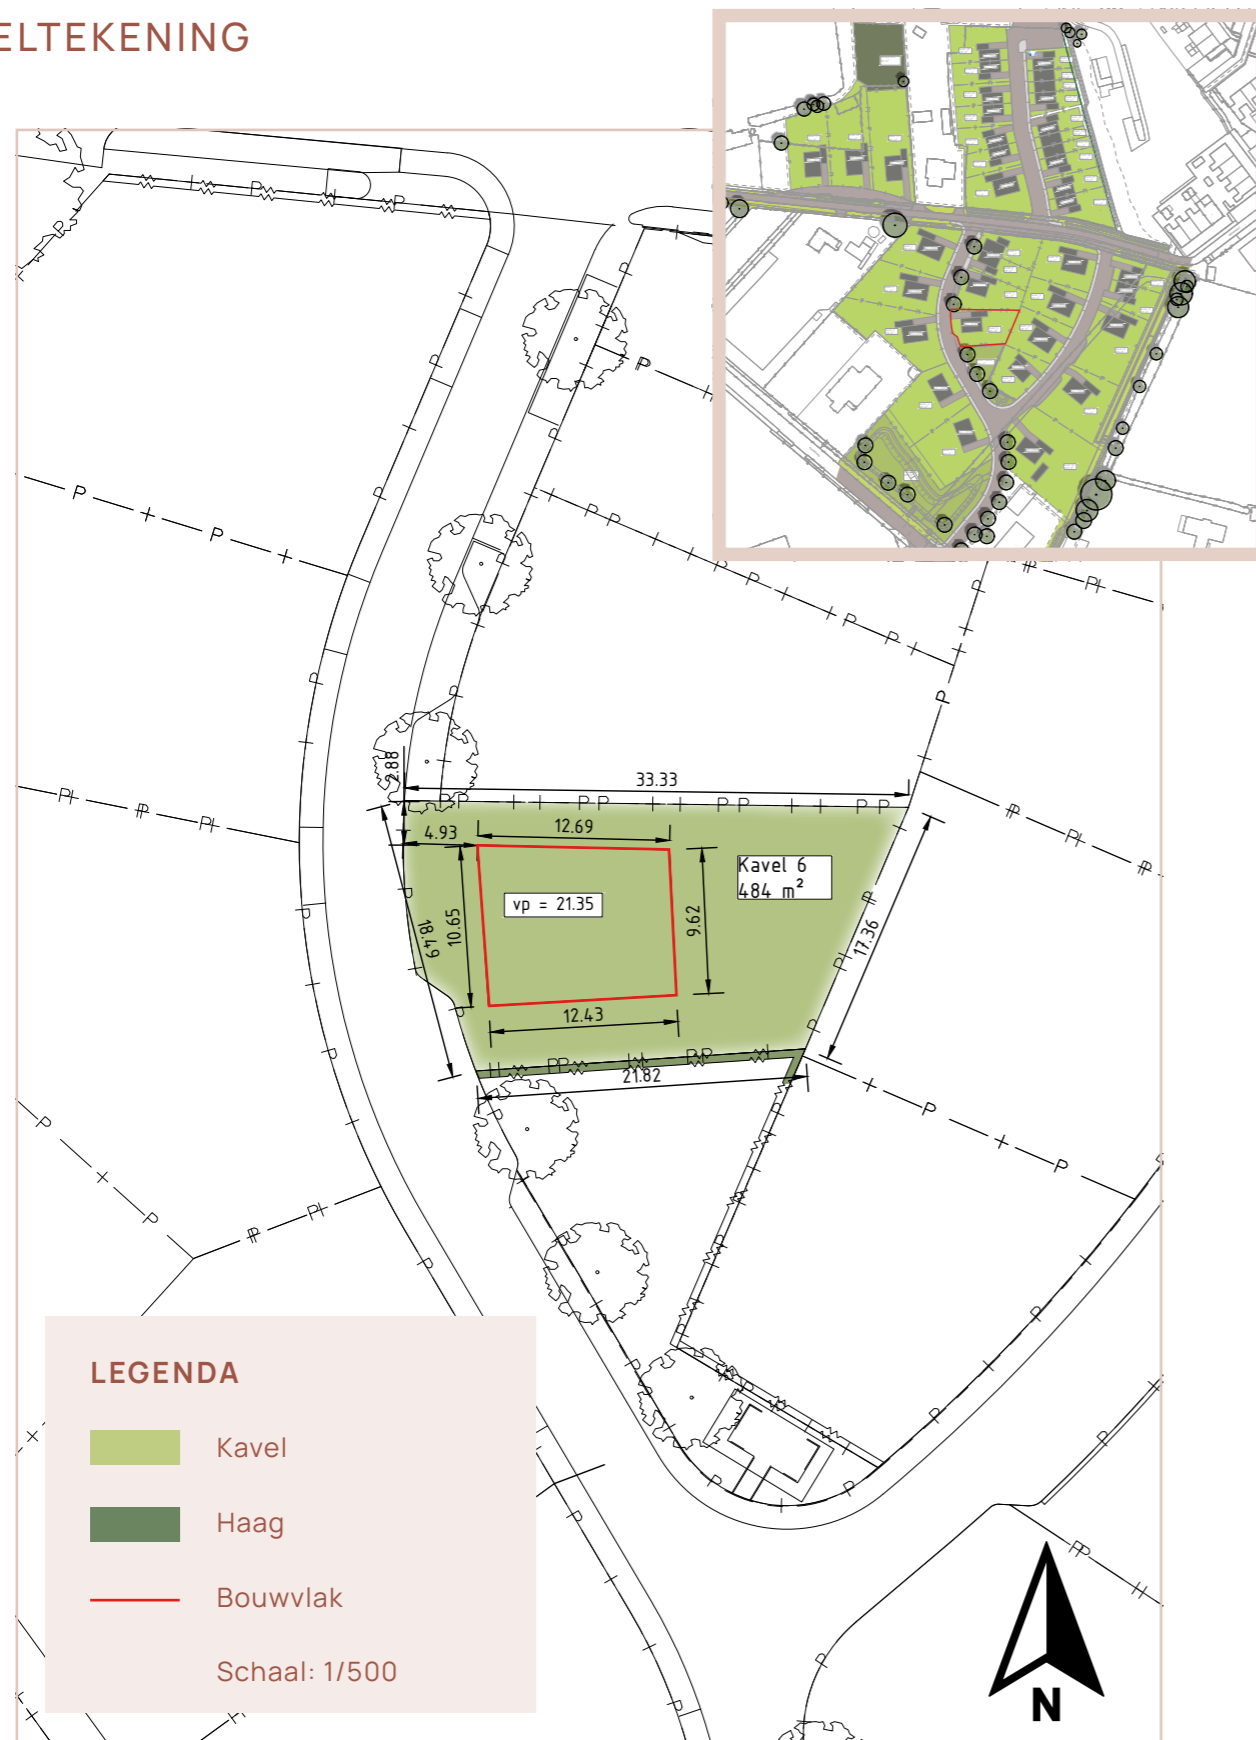 ELTEKENING
2.88
33.33
4.93
12.69
Kavel 6
484 m²
vp = 21.35
18.49
10.65
9.62
17.36
12.43
21.82
LEGENDA
Kavel
Haag
Bouwvlak
Schaal: 1/500
N